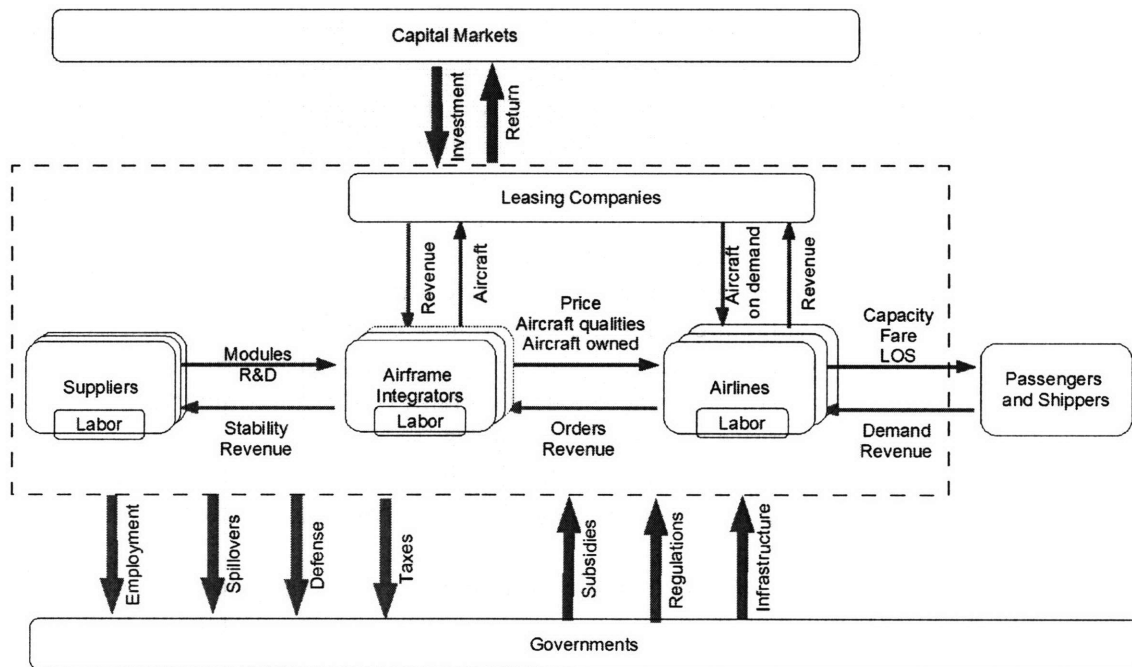 Capital Markets
Investment
Return
Leasing Companies
Revenue
Aircraft
Aircraft
on demand
Revenue
Price
Aircraft qualities
Aircraft owned
Capacity
Fare
LOS
Modules
R&D
Suppliers
Labor
Airframe
Integrators
Labor
Airlines
Labor
Passengers
and Shippers
Stability
Revenue
Orders
Revenue
Demand
Revenue
Employment
Spillovers
Defense
Taxes
Subsidies
Regulations
Infrastructure
Governments